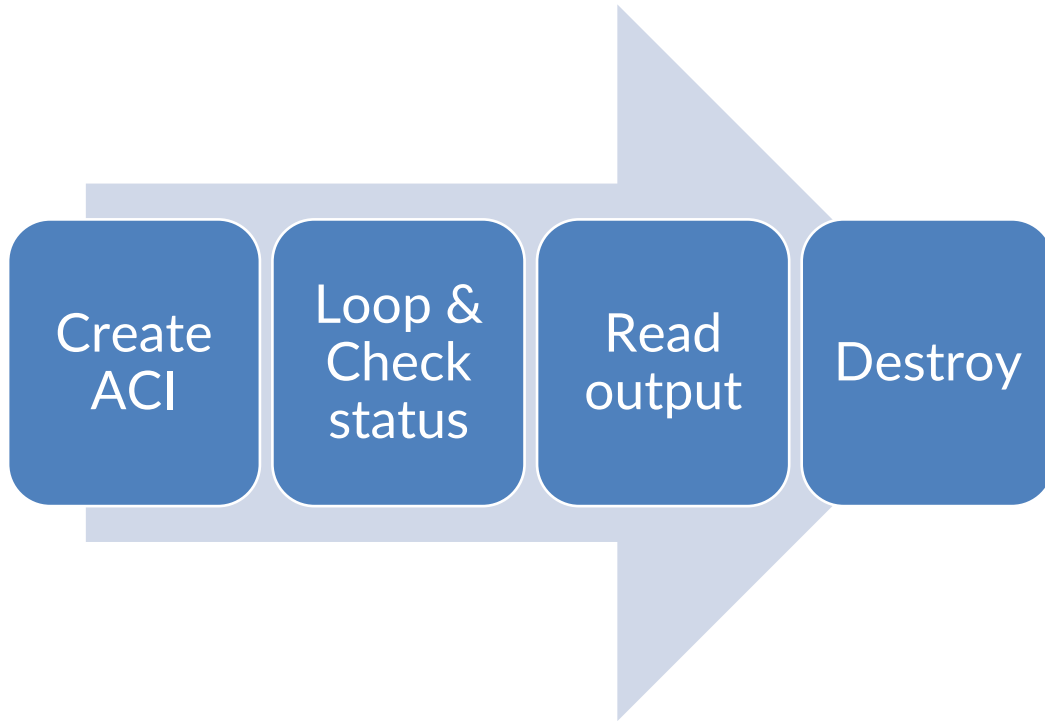 Create
ACI
Loop &
Check
status
Read
output
Destroy